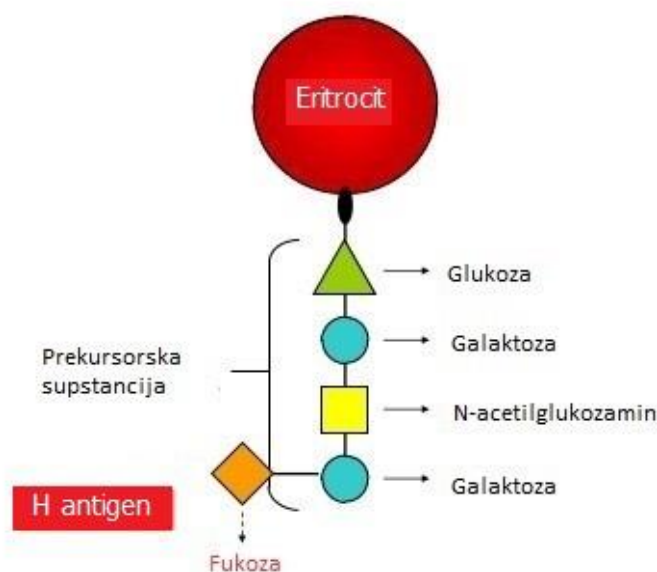 Eritrocit
Glukoza
Galaktoza
Prekursorska
supstancija
N-acetilglukozamin
Galaktoza
H antigen
Fukoza